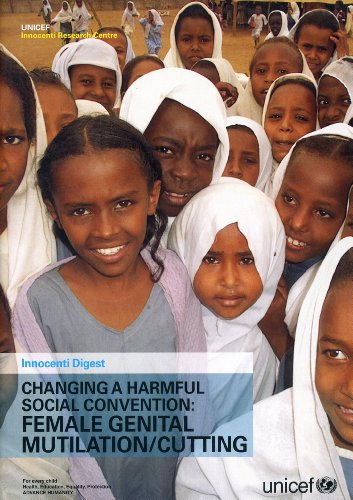 UNICEF
Innocenti Research Centre
Innocenti Digest
CHANGING A HARMFUL
SOCIAL CONVENTION:
FEMALE GENITAL
MUTILATION/CUTTING
For every child
Health, Education, Equality, Protection
ADVANCE HUMANITY
unicef